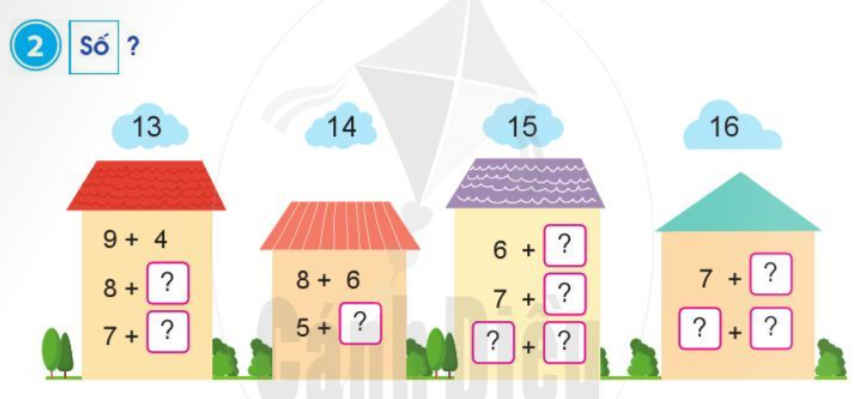 2 Số ?
13 14 15 16
9 + 4
8 + ?
7 + ?
8 + 6
5 + ?
6 + ?
7 + ?
? + ?
7 + ?
? + ?
Cánh Diều